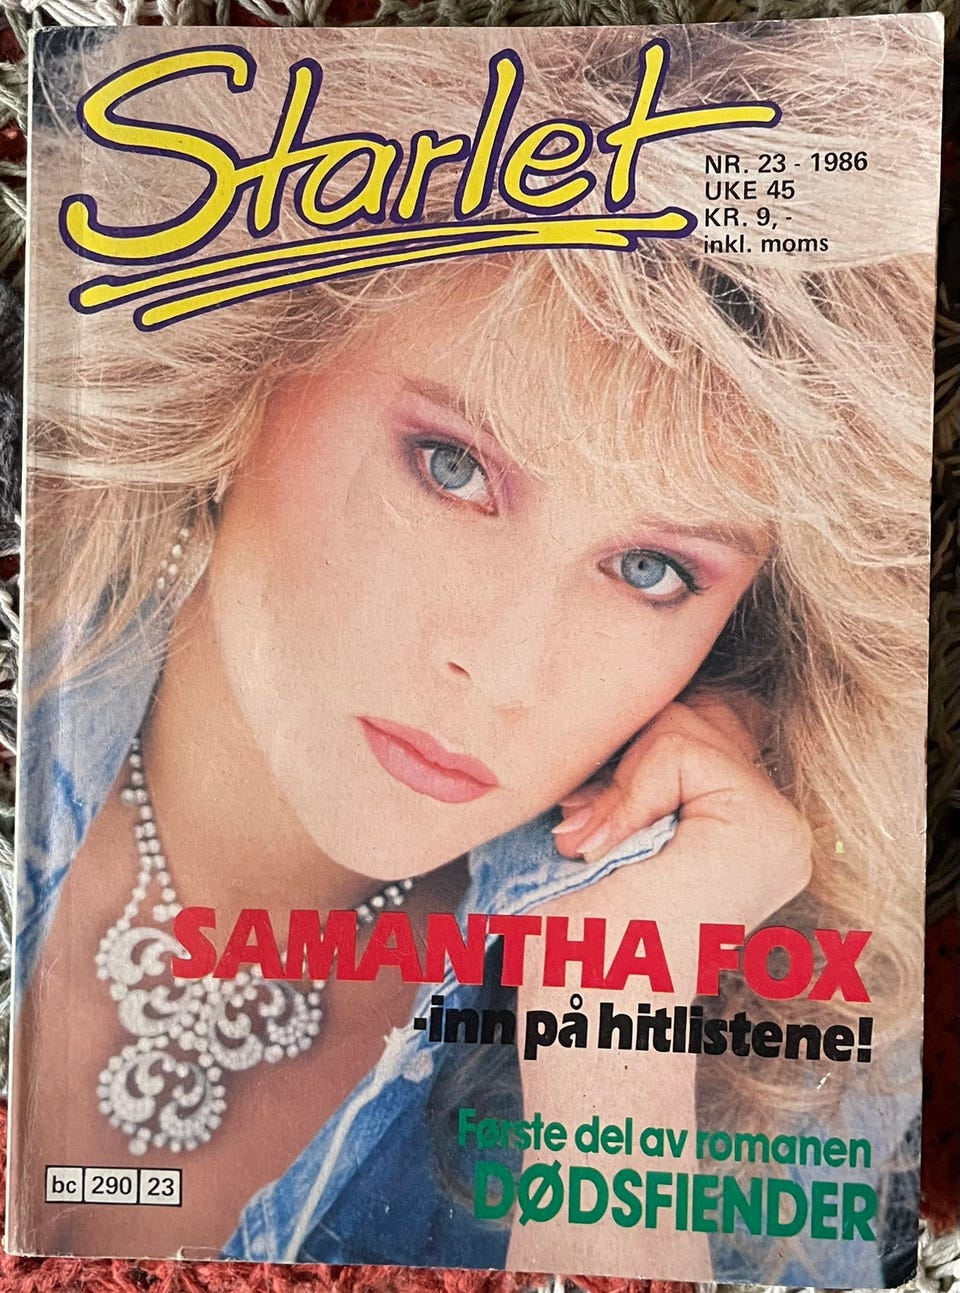 Starlet
NR. 23 - 1986
UKE 45
KR. 9,-
inkl. moms
SAMANTHA FOX
-inn på hitlistene!
Første del av romanen
DØDSFIENDER
bc 290 23